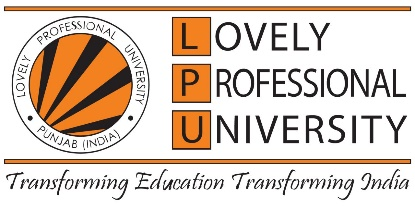 LOVELY PROFESSIONAL UNIVERSITY
• PUNJAB (INDIA) •
LOVELY
PROFESSIONAL
UNIVERSITY
Transforming Education Transforming India